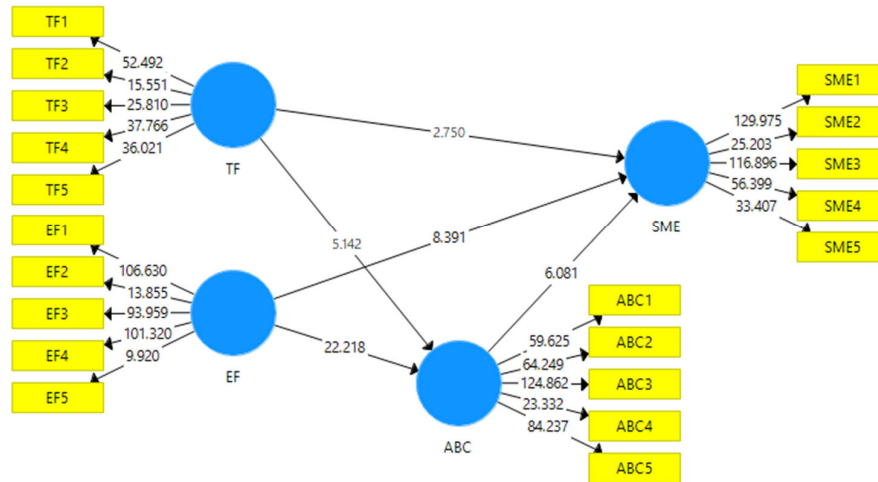 TF1
TF2
TF3
TF4
TF5
52.492
15.551
25.810
37.766
36.021
TF
EF1
EF2
EF3
EF4
EF5
106.630
13.855
93.959
101.320
9.920
EF
2.750
5.142
8.391
22.218
6.081
ABC
59.625
64.249
124.862
23.332
84.237
ABC1
ABC2
ABC3
ABC4
ABC5
SME
129.975
25.203
116.896
56.399
33.407
SME1
SME2
SME3
SME4
SME5